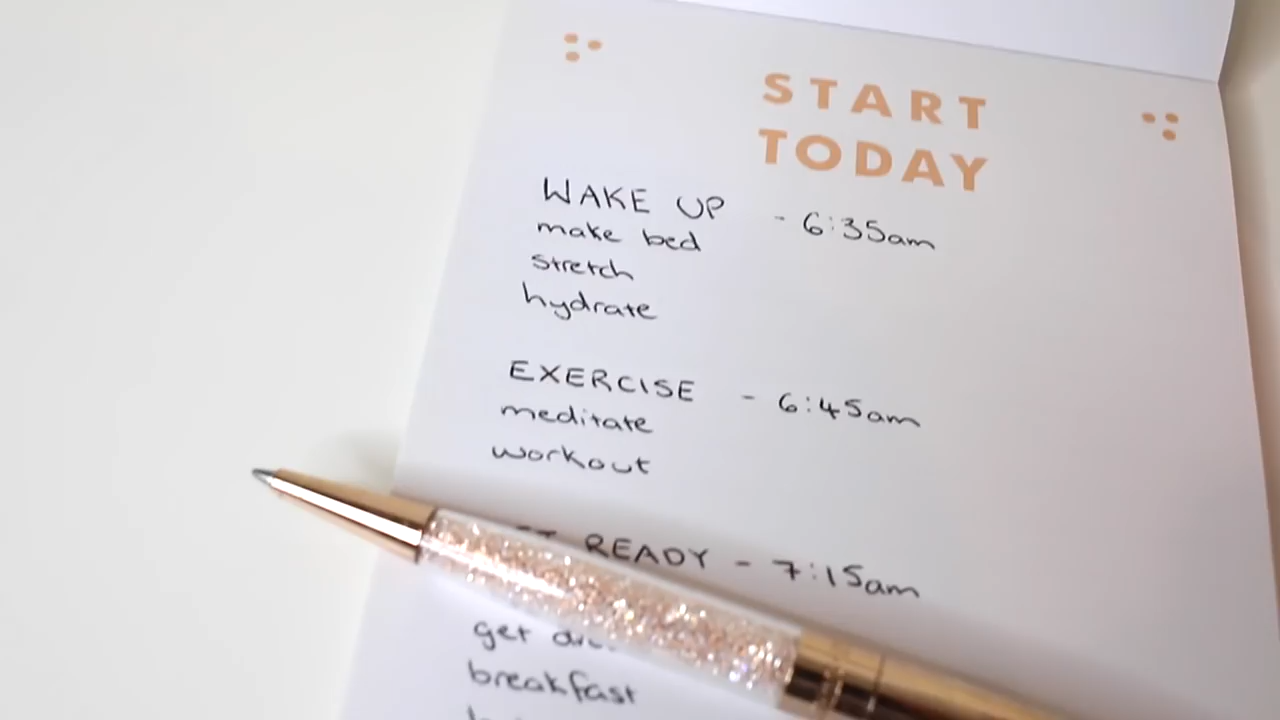 START
TODAY
WAKE UP - 6:35am
make bed
stretch
hydrate
EXERCISE - 6:45am
meditate
workout
READY - 7:15am
get
breakfast